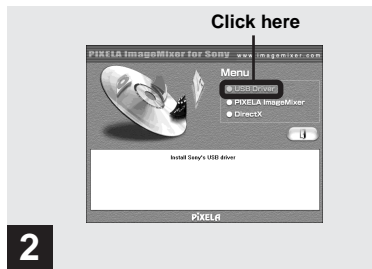 Click here
PIXELA ImageMixer for Sony www.imagemixer.com
Menu
USB Driver
PIXELA ImageMixer
DirectX
Install Sony's USB driver
PIXELA
2